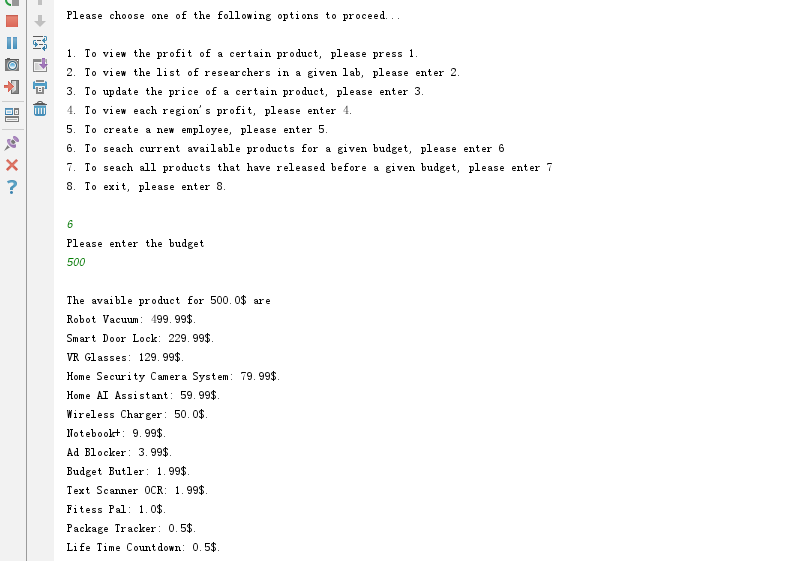 Please choose one of the following options to proceed...
1. To view the profit of a certain product, please press 1.
2. To view the list of researchers in a given lab, please enter 2.
3. To update the price of a certain product, please enter 3.
4. To view each region's profit, please enter 4.
5. To create a new employee, please enter 5.
6. To seach current available products for a given budget, please enter 6
7. To seach all products that have released before a given budget, please enter 7
8. To exit, please enter 8.
6
Please enter the budget
500
The avaible product for 500.0$ are
Robot Vacuum: 499.99$.
Smart Door Lock: 229.99$.
VR Glasses: 129.99$.
Home Security Camera System: 79.99$.
Home AI Assistant: 59.99$.
Wireless Charger: 50.0$.
Notebook+: 9.99$.
Ad Blocker: 3.99$.
Budget Butler: 1.99$.
Text Scanner OCR: 1.99$.
Fitess Pal: 1.0$.
Package Tracker: 0.5$.
Life Time Countdown: 0.5$.